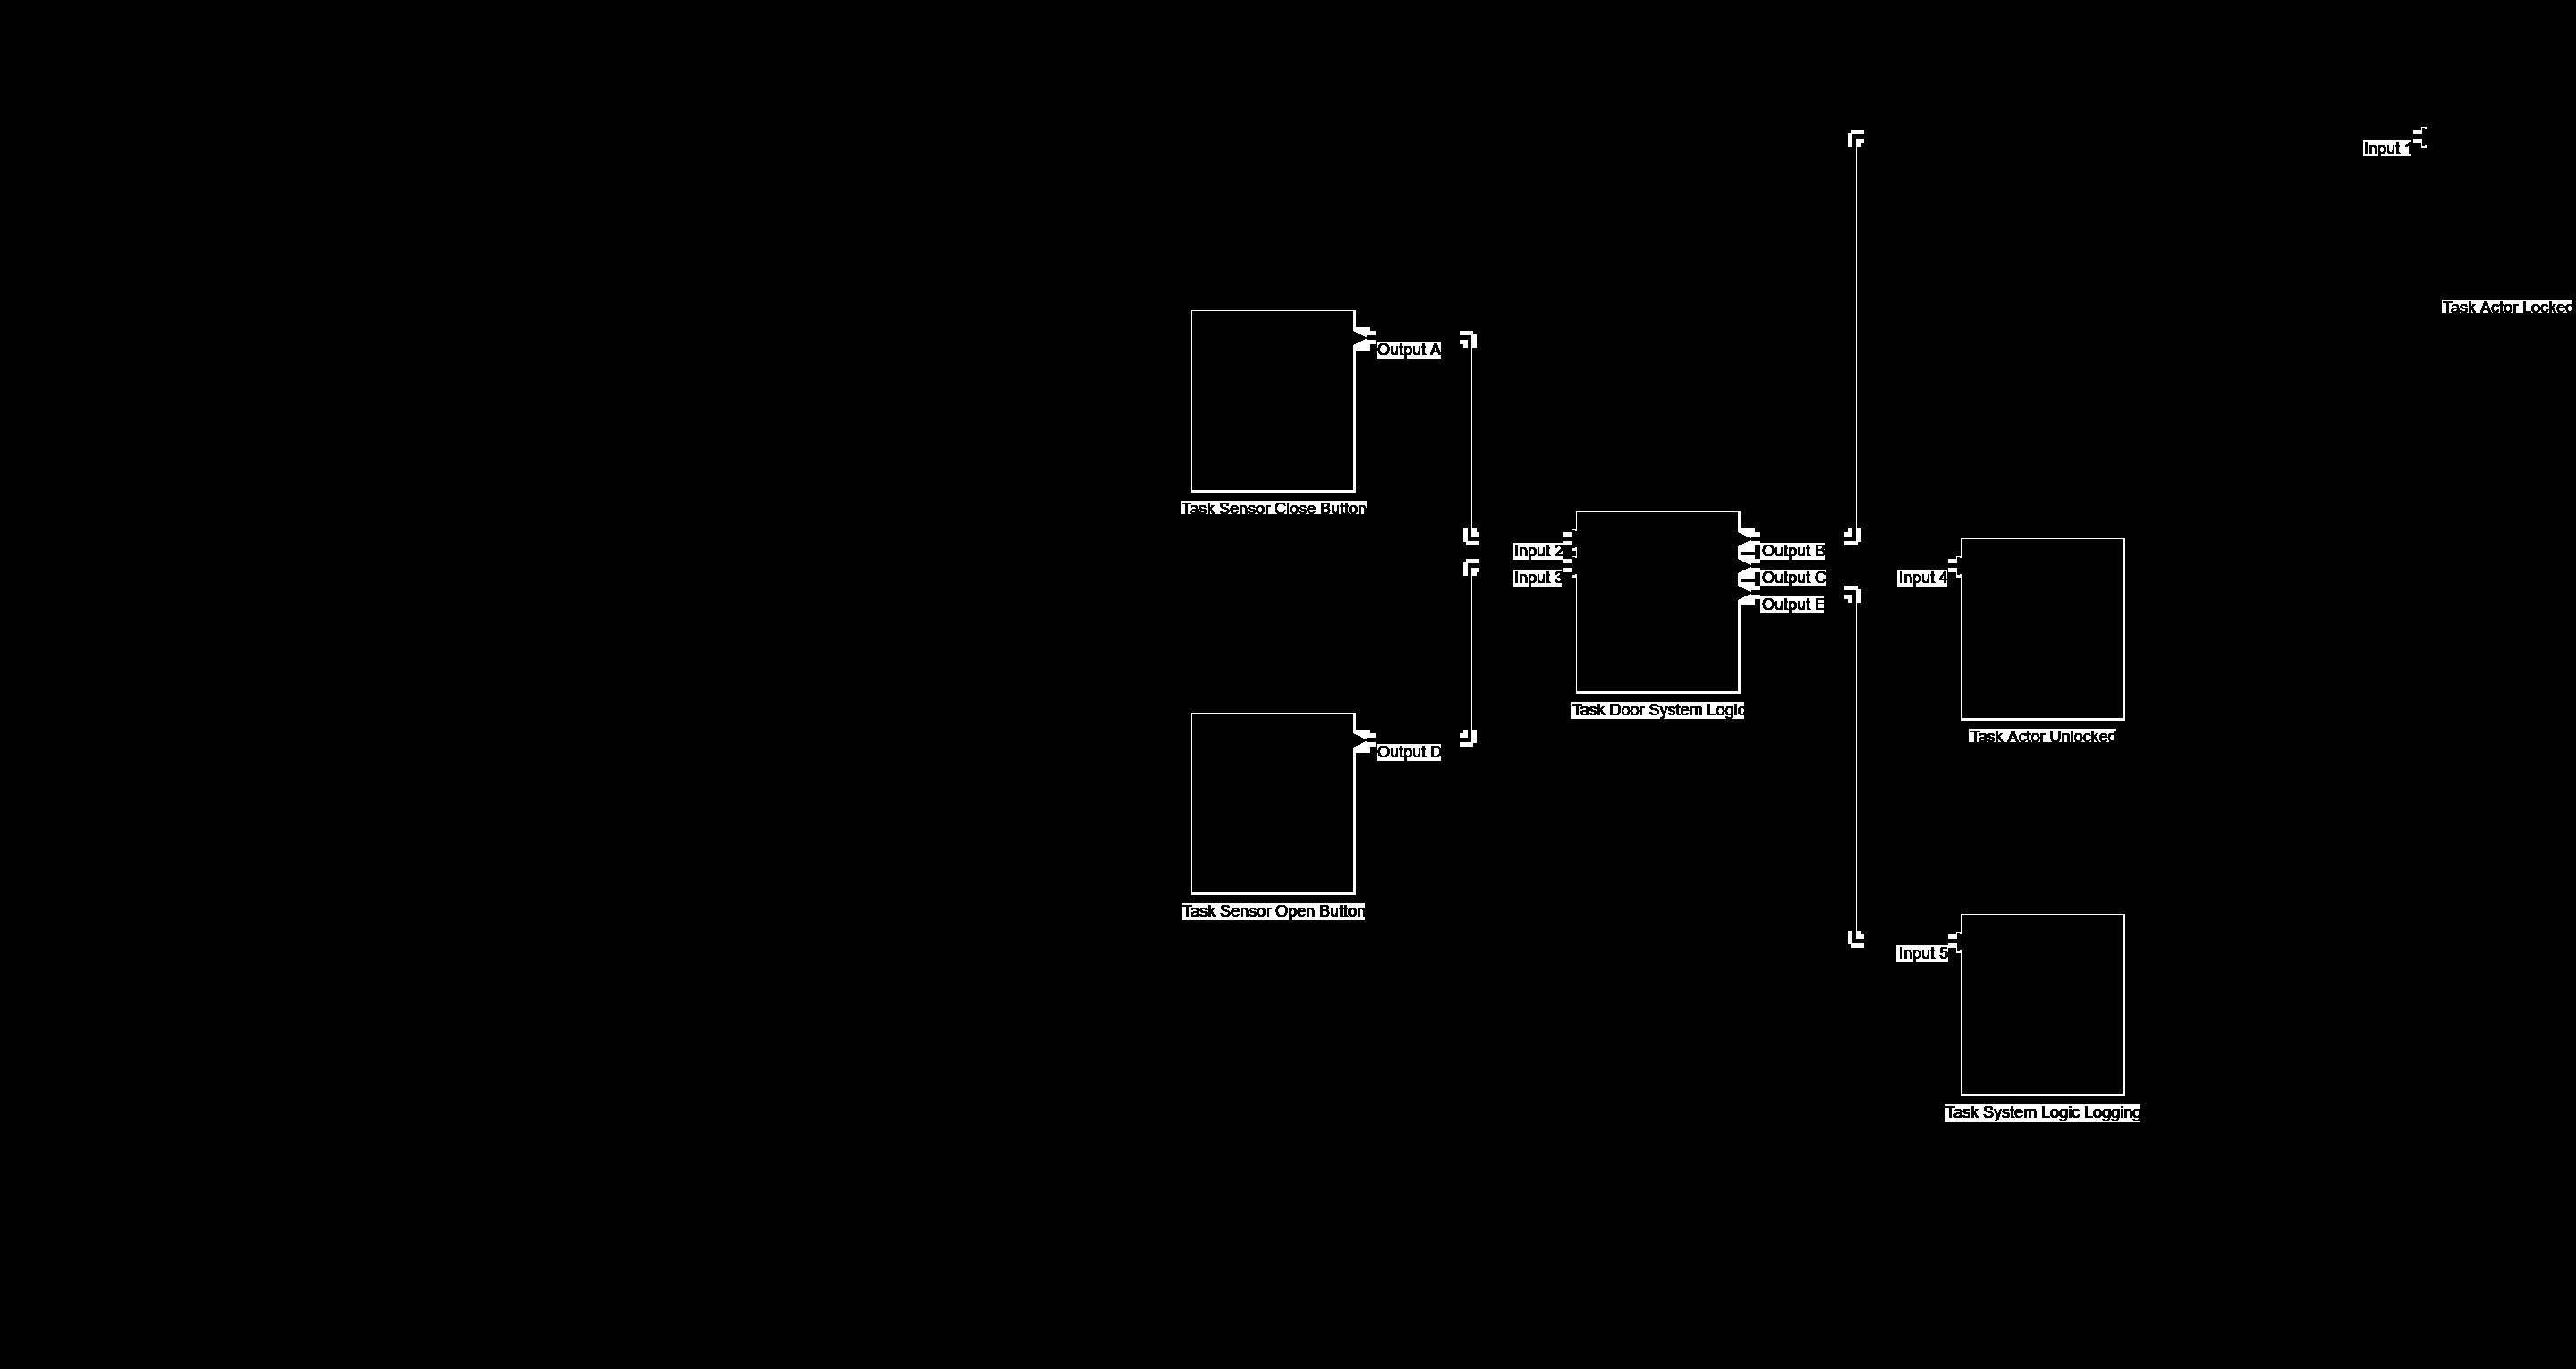 Input 1
Task Actor Locked
Output A
Task Sensor Close Button
Input 2
Input 3
Output B
Output C
Output E
Task Door System Logic
Input 4
Task Actor Unlocked
Output D
Task Sensor Open Button
Input 5
Task System Logic Logging